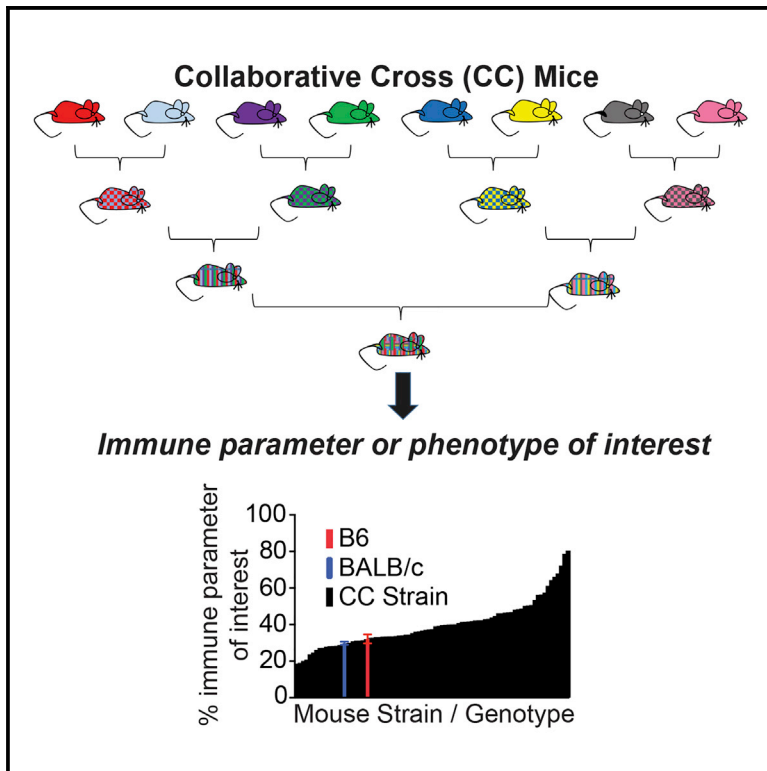 Collaborative Cross (CC) Mice
Immune parameter or phenotype of interest
% immune parameter
of interest
100
80
60
40
20
0
B6
BALB/c
CC Strain
Mouse Strain / Genotype